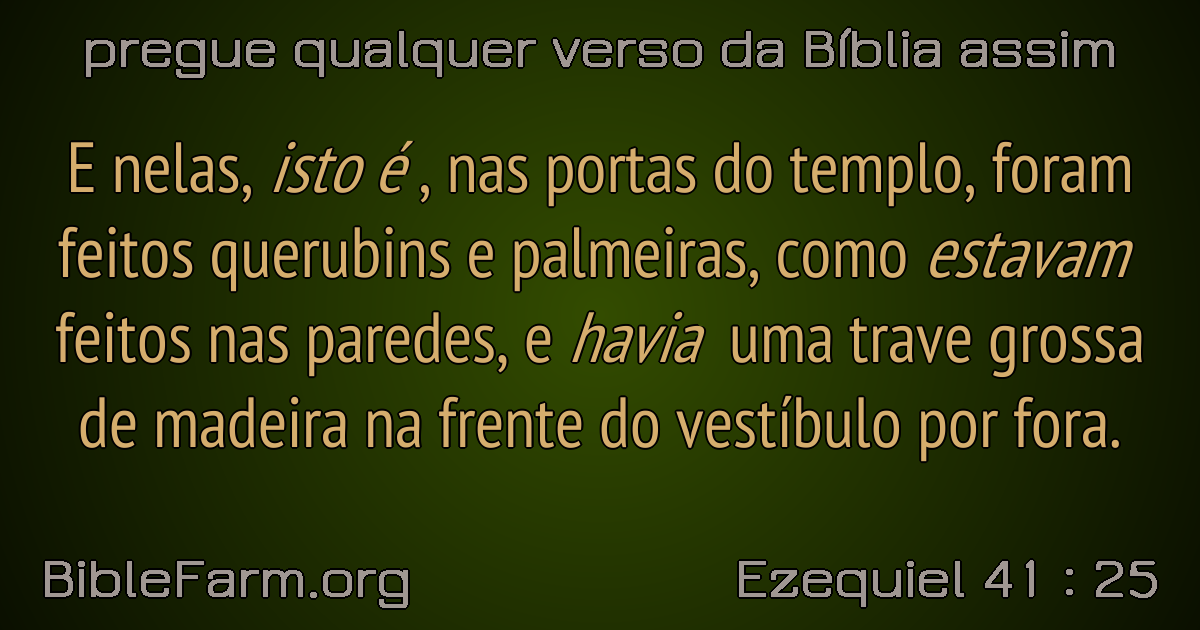 pregue qualquer verso da Bíblia assim
E nelas, isto é , nas portas do templo, foram
feitos querubins e palmeiras, como estavam
feitos nas paredes, e havia uma trave grossa
de madeira na frente do vestíbulo por fora.
BibleFarm.org
Ezequiel 41 : 25